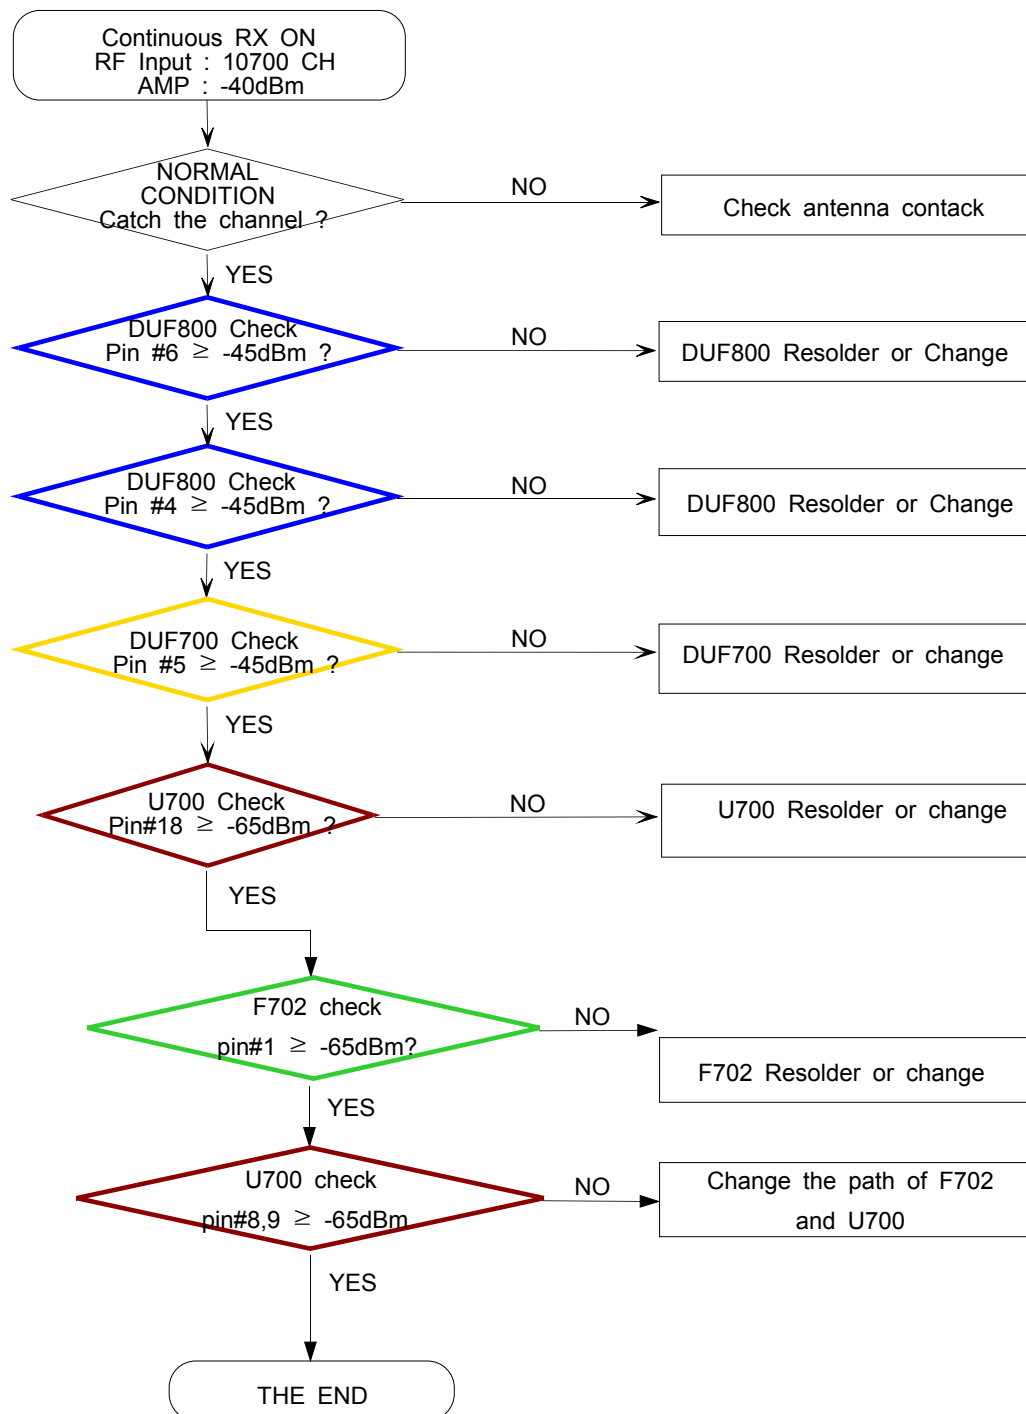 Continuous RX ON
RF Input : 10700 CH
AMP : -40dBm
NORMAL
CONDITION
Catch the channel ?
NO
Check antenna contack
YES
DUF800 Check
Pin #6 ≥ -45dBm ?
NO
DUF800 Resolder or Change
YES
DUF800 Check
Pin #4 ≥ -45dBm ?
NO
DUF800 Resolder or Change
YES
DUF700 Check
Pin #5 ≥ -45dBm ?
NO
DUF700 Resolder or change
YES
U700 Check
Pin#18 ≥ -65dBm ?
NO
U700 Resolder or change
YES
F702 check
pin#1 ≥ -65dBm?
NO
F702 Resolder or change
YES
U700 check
pin#8,9 ≥ -65dBm
NO
Change the path of F702
and U700
YES
THE END